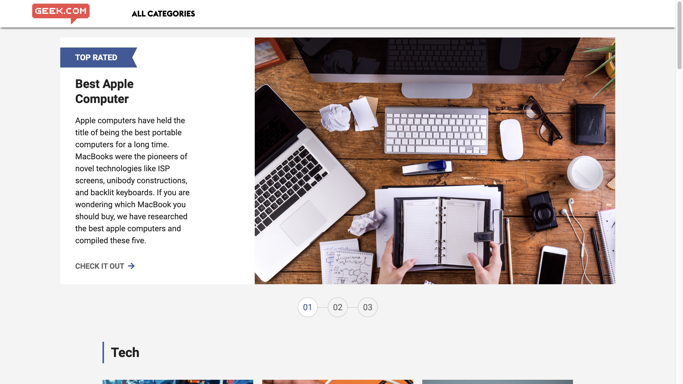 GEEK.COM
ALL CATEGORIES
TOP RATED
Best Apple
Computer
Apple computers have held the
title of being the best portable
computers for a long time.
MacBooks were the pioneers of
novel technologies like ISP
screens, unibody constructions,
and backlit keyboards. If you are
wondering which MacBook you
should buy, we have researched
the best apple computers and
compiled these five.
CHECK IT OUT
01 02 03
Tech